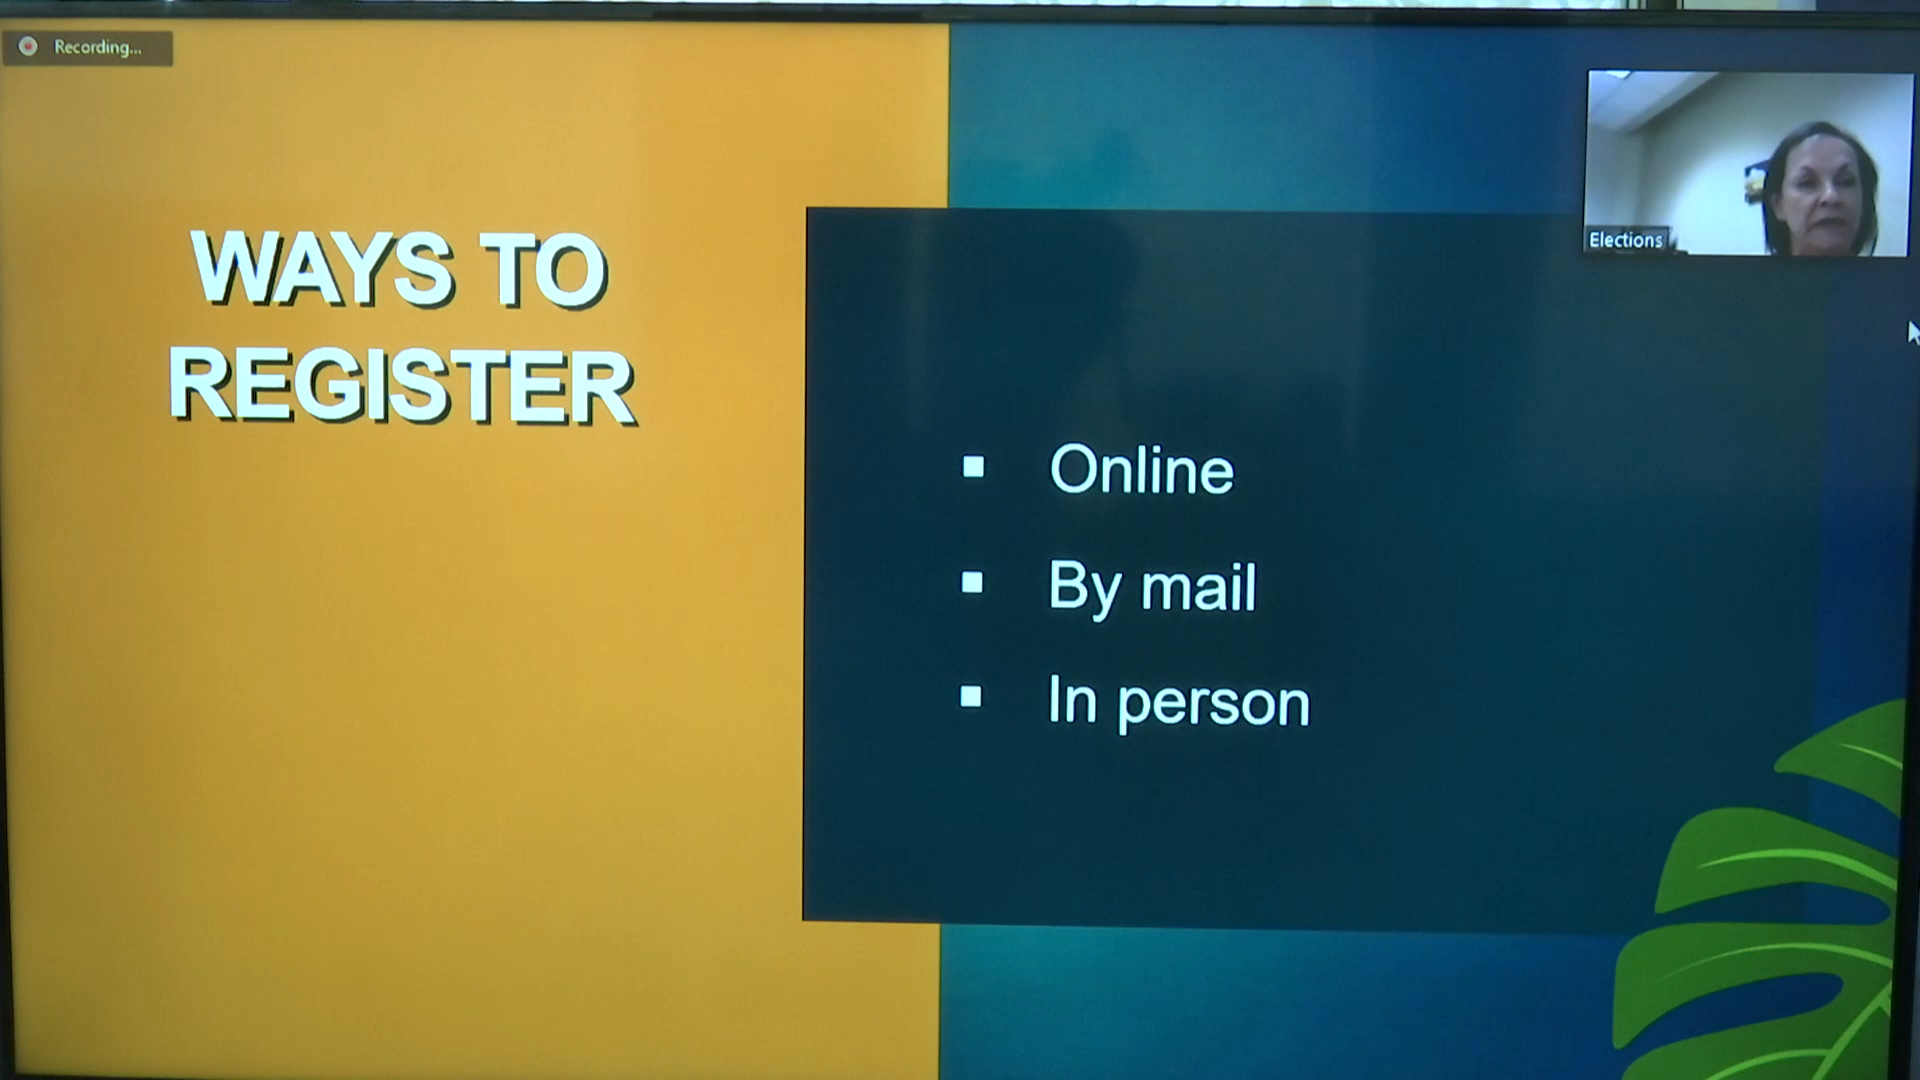 Recording...
WAYS TO
REGISTER
Online
By mail
In person
Elections